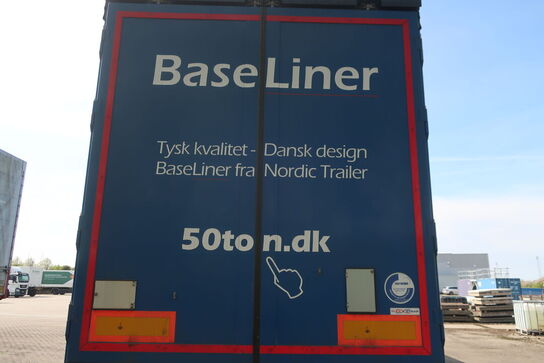 BaseLiner
Tysk kvalitet - Dansk design
BaseLiner fra Nordic Trailer
50ton.dk